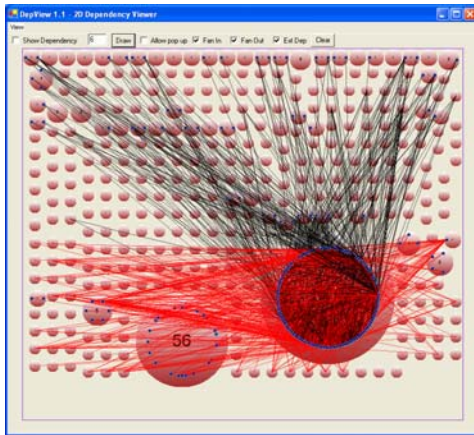 DepView 1.1 - 2D Dependency Viewer
View
Show Dependency 6 Draw Allow pop up Fan In Fan Out Ext Dep Clear
56